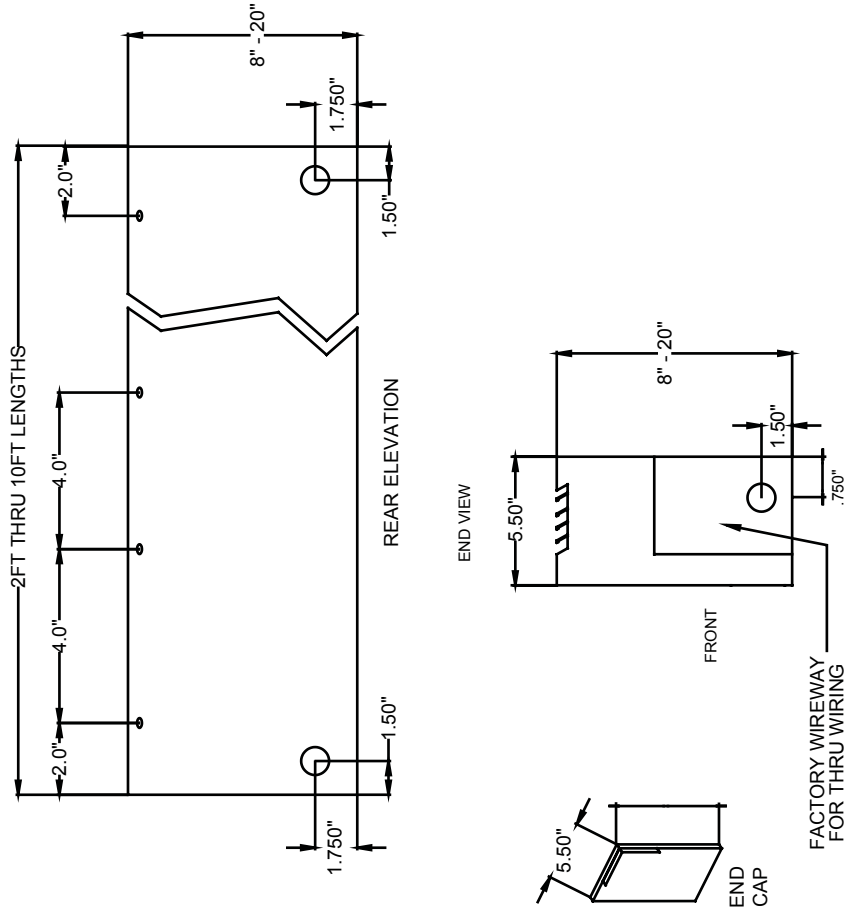 2FT THRU 10FT LENGTHS
2.0"
4.0"
4.0"
2.0"
8" - 20"
1.750"
1.50"
1.750"
1.50"
REAR ELEVATION
END VIEW
5.50"
8" - 20"
1.50"
.750"
FRONT
FACTORY WIREWAY
FOR THRU WIRING
5.50"
END
CAP